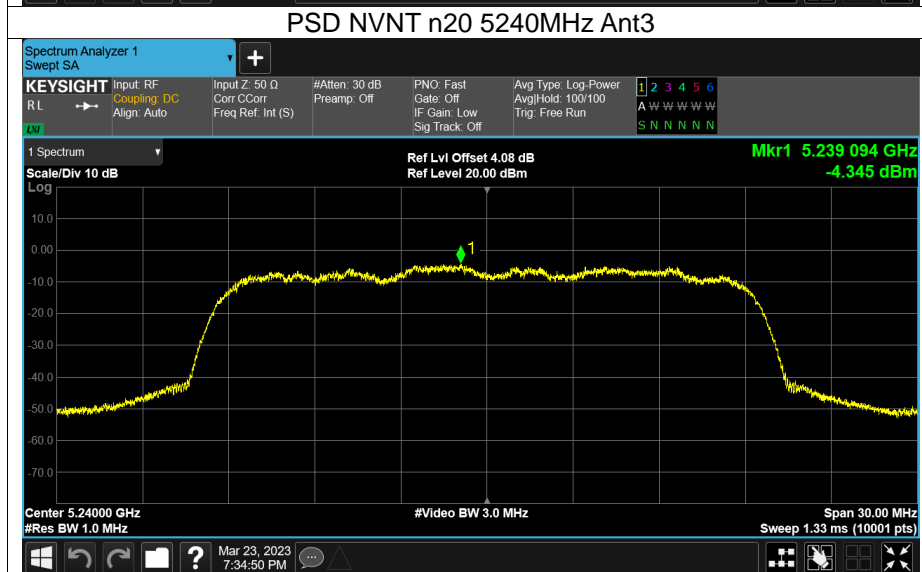 PSD NVNT n20 5240MHz Ant3
Spectrum Analyzer 1
Swept SA
+
KEYSIGHT Input: RF Input Z: 50 Ω #Atten: 30 dB PNO: Fast Avg Type: Log-Power 1 2 3 4 5 6
RL Coupling: DC Corr CCorr Preamp: Off Gate: Off Avg|Hold: 100/100 A W W W W W
Align: Auto Freq Ref: Int (S) IF Gain: Low Trig: Free Run
LXI Sig Track: Off S N N N N N
1 Spectrum Ref Lvl Offset 4.08 dB Mkr1 5.239 094 GHz
Scale/Div 10 dB Ref Level 20.00 dBm -4.345 dBm
Log
10.0
0.00
1
-10.0
-20.0
-30.0
-40.0
-50.0
-60.0
-70.0
Center 5.24000 GHz #Video BW 3.0 MHz Span 30.00 MHz
#Res BW 1.0 MHz Sweep 1.33 ms (10001 pts)
? Mar 23, 2023
7:34:50 PM